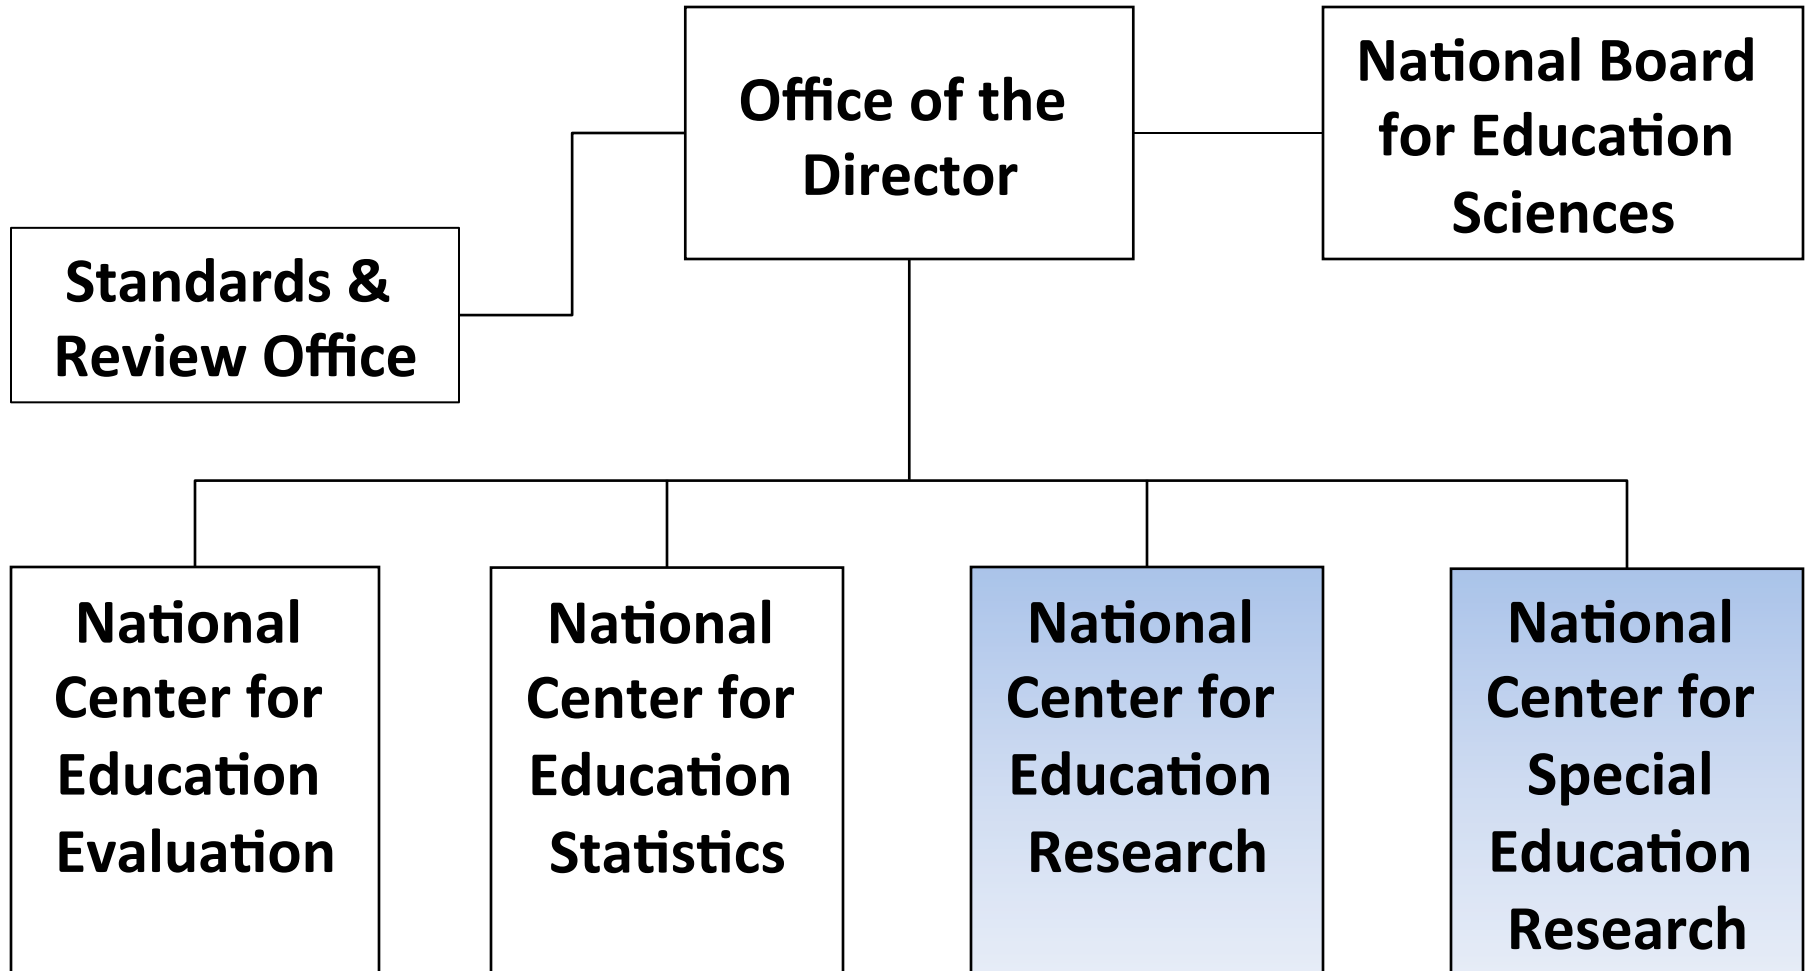 Office of the
Director
National Board
for Education
Sciences
Standards &
Review Office
National
Center for
Education
Evaluation
National
Center for
Education
Statistics
National
Center for
Education
Research
National
Center for
Special
Education
Research